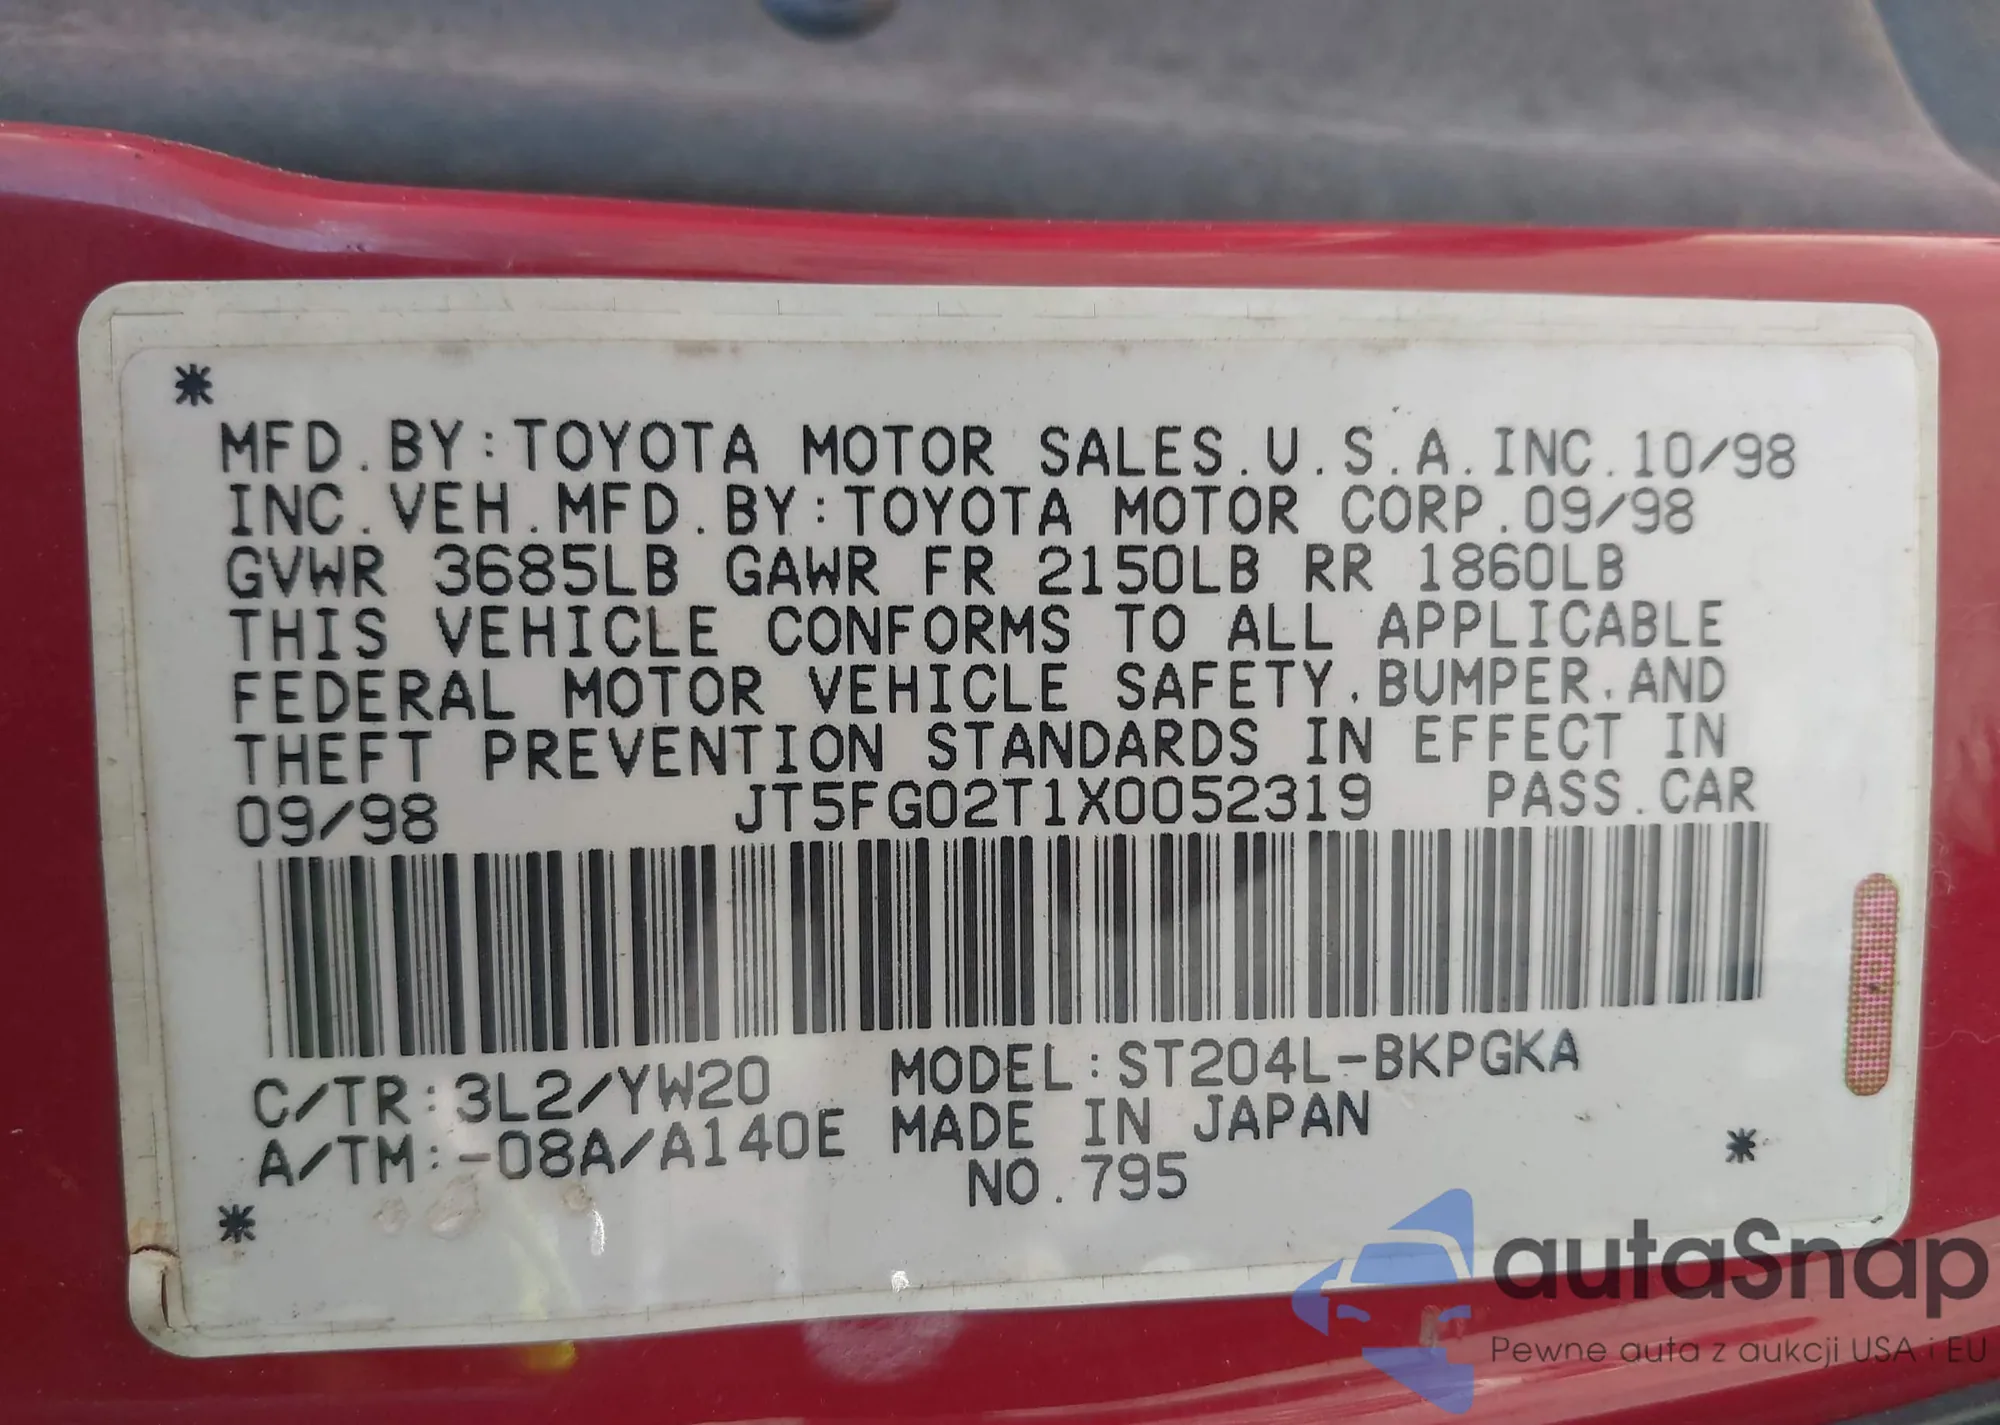 *
MFD.BY:TOYOTA MOTOR SALES.U.S.A.INC.10/98
INC.VEH.MFD.BY:TOYOTA MOTOR CORP.09/98
GVWR 3685LB GAWR FR 2150LB RR 1860LB
THIS VEHICLE CONFORMS TO ALL APPLICABLE
FEDERAL MOTOR VEHICLE SAFETY.BUMPER.AND
THEFT PREVENTION STANDARDS IN EFFECT IN
09/98 JT5FG02T1X0052319 PASS.CAR
C/TR:3L2/YW20 MODEL:ST204L-BKPGKA
A/TM:-08A/A140E MADE IN JAPAN
NO.795 *
*
autaSnap
Pewne auta z aukcji USA i EU